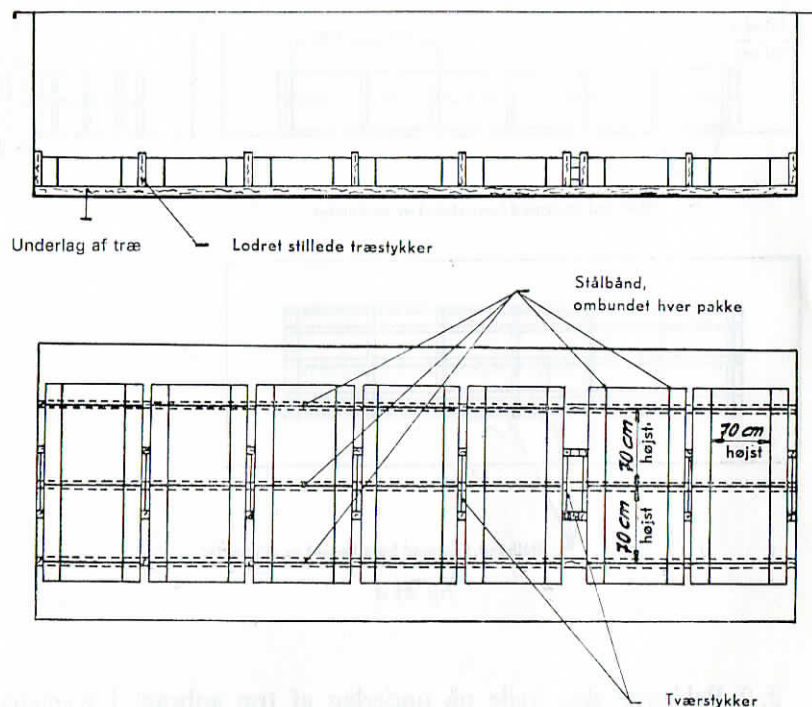 Underlag af træ
Lodret stillede træstykker
Stålbånd,
ombundet hver pakke
70 cm
højst
70 cm
højst
70 cm
højst
Tværstykker